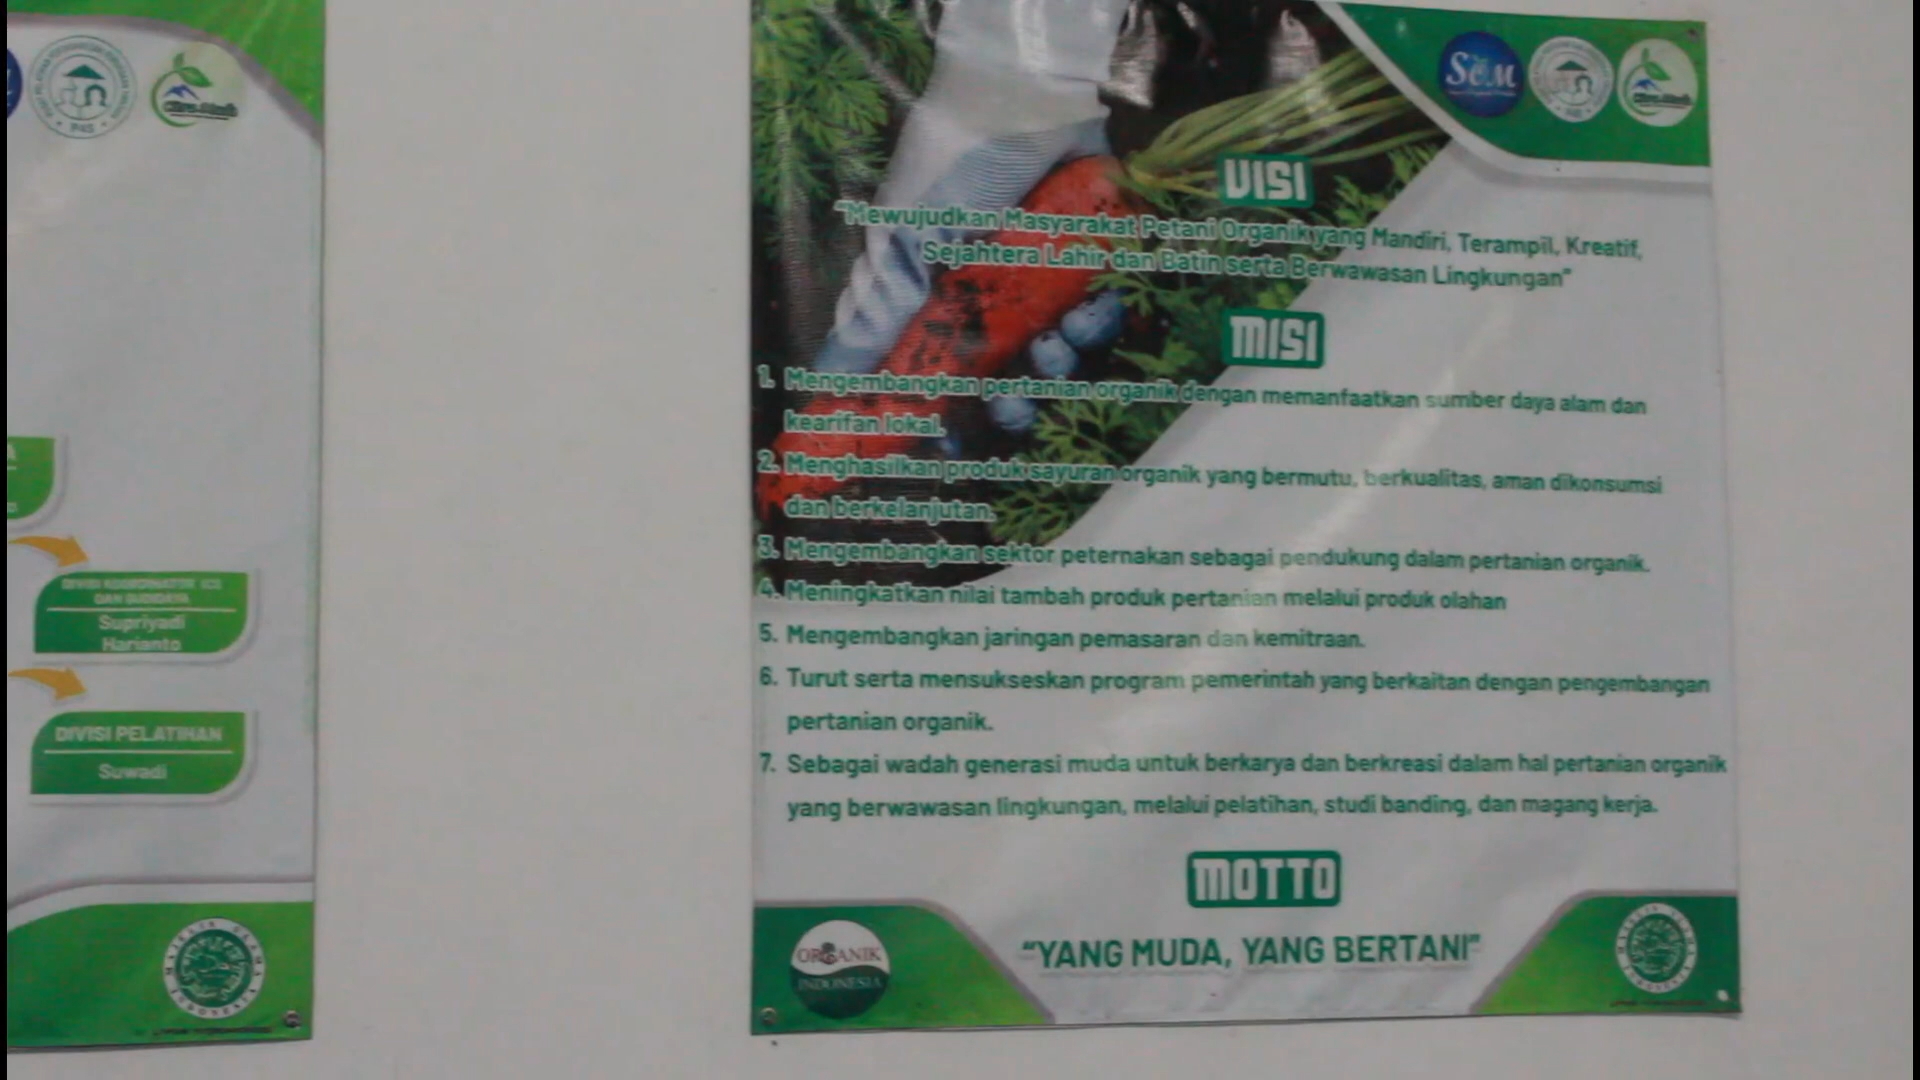 P4S
DAN BUDIDAYA
Supriyadi
Harianto
DIVISI PELATIHAN
Suwadi
SOM
VISI
"Mewujudkan Masyarakat Petani Organik yang Mandiri, Terampil, Kreatif,
Sejahtera Lahir dan Batin serta Berwawasan Lingkungan"
MISI
1. Mengembangkan pertanian organik dengan memanfaatkan sumber daya alam dan
kearifan lokal.
2. Menghasilkan produk sayuran organik yang bermutu, berkualitas, aman dikonsumsi
dan berkelanjutan.
3. Mengembangkan sektor peternakan sebagai pendukung dalam pertanian organik.
4. Meningkatkan nilai tambah produk pertanian melalui produk olahan
5. Mengembangkan jaringan pemasaran dan kemitraan.
6. Turut serta mensukseskan program pemerintah yang berkaitan dengan pengembangan
pertanian organik.
7. Sebagai wadah generasi muda untuk berkarya dan berkreasi dalam hal pertanian organik
yang berwawasan lingkungan, melalui pelatihan, studi banding, dan magang kerja.
MOTTO
"YANG MUDA, YANG BERTANI"
ORGANIK
INDONESIA